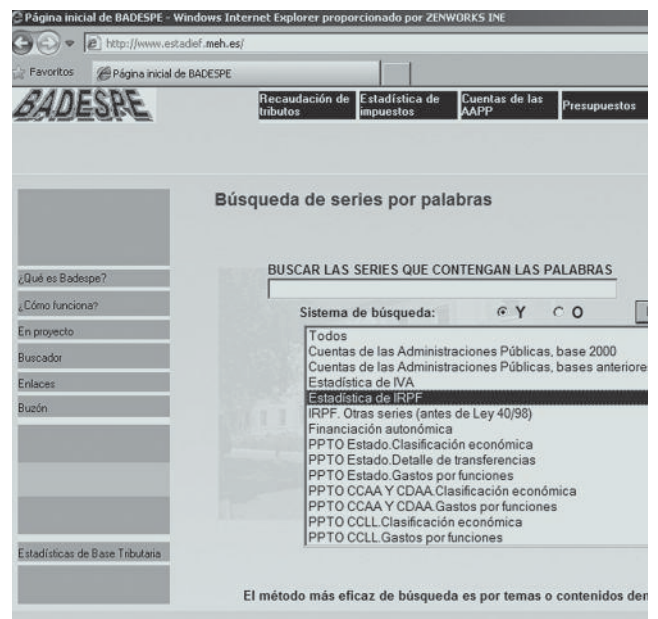 Página inicial de BADESPE - Windows Internet Explorer proporcionado por ZENWORKS INE
http://www.estadef.meh.es/
Favoritos Página inicial de BADESPE
BADESPE
Recaudación de tributos
Estadística de impuestos
Cuentas de las AAPP
Presupuestos
Búsqueda de series por palabras
¿Qué es Badespe?
¿Cómo funciona?
En proyecto
Buscador
Enlaces
Buzón
Estadísticas de Base Tributaria
BUSCAR LAS SERIES QUE CONTENGAN LAS PALABRAS
Sistema de búsqueda: Y O
Todos
Cuentas de las Administraciones Públicas, base 2000
Cuentas de las Administraciones Públicas, bases anteriore
Estadística de IVA
Estadística de IRPF
IRPF. Otras series (antes de Ley 40/98)
Financiación autonómica
PPTO Estado.Clasificación económica
PPTO Estado.Detalle de transferencias
PPTO Estado.Gastos por funciones
PPTO CCAA Y CDAA.Clasificación económica
PPTO CCAA Y CDAA.Gastos por funciones
PPTO CCLL.Clasificación económica
PPTO CCLL.Gastos por funciones
El método más eficaz de búsqueda es por temas o contenidos den